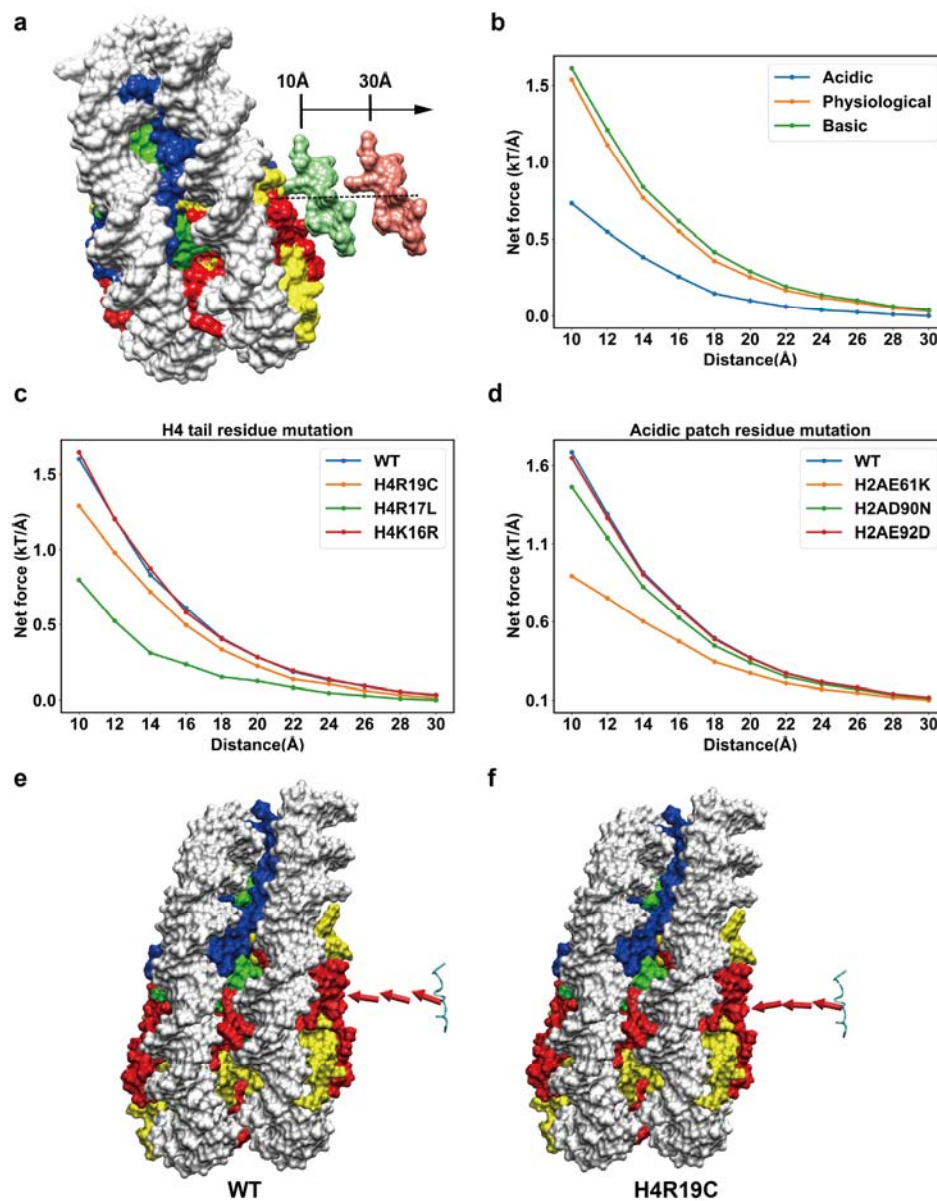 a
10Å
30Å
b
Net force (kT/Å)
1.5
1.0
0.5
0.0
Acidic
Physiological
Basic
10 12 14 16 18 20 22 24 26 28 30
Distance(Å)
c
H4 tail residue mutation
Net force (kT/Å)
1.5
1.0
0.5
0.0
WT
H4R19C
H4R17L
H4K16R
10 12 14 16 18 20 22 24 26 28 30
Distance(Å)
d
Acidic patch residue mutation
Net force (kT/Å)
1.6
1.1
0.6
0.1
WT
H2AE61K
H2AD90N
H2AE92D
10 12 14 16 18 20 22 24 26 28 30
Distance(Å)
e
WT
f
H4R19C